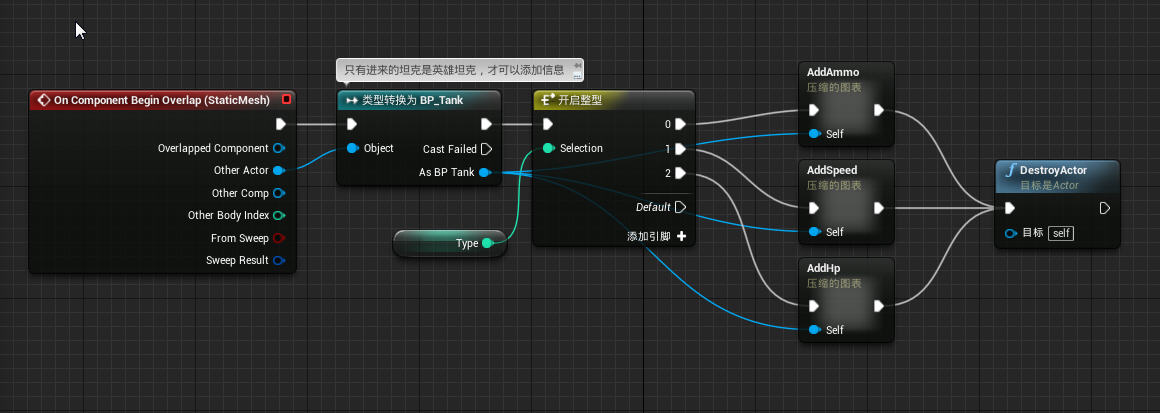 只有进来的坦克是英雄坦克，才可以添加信息
On Component Begin Overlap (StaticMesh)
Overlapped Component
Other Actor
Other Comp
Other Body Index
From Sweep
Sweep Result
类型转换为 BP_Tank
Object
Cast Failed
As BP Tank
Type
开启整型
Selection
0
1
2
Default
添加引脚
AddAmmo
压缩的图表
Self
AddSpeed
压缩的图表
Self
AddHp
压缩的图表
Self
DestroyActor
目标是Actor
目标 self